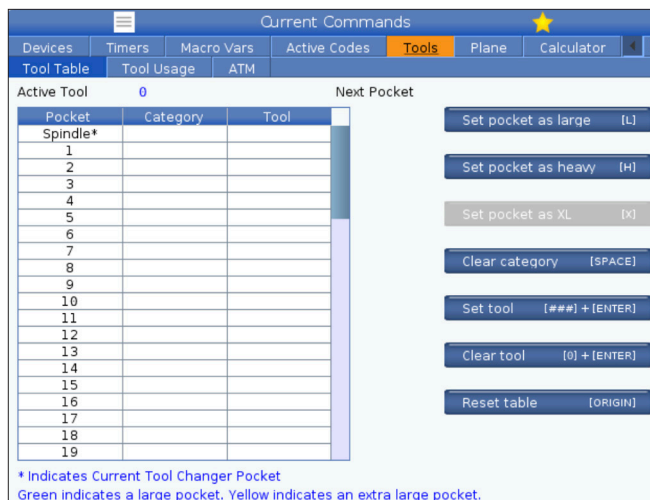 Current Commands
Devices Timers Macro Vars Active Codes Tools Plane Calculator
Tool Table Tool Usage ATM
Active Tool 0 Next Pocket
Pocket Category Tool
Spindle*
1
2
3
4
5
6
7
8
9
10
11
12
13
14
15
16
17
18
19
Set pocket as large [L]
Set pocket as heavy [H]
Set pocket as XL [X]
Clear category [SPACE]
Set tool [###] + [ENTER]
Clear tool [0] + [ENTER]
Reset table [ORIGIN]
* Indicates Current Tool Changer Pocket
Green indicates a large pocket. Yellow indicates an extra large pocket.